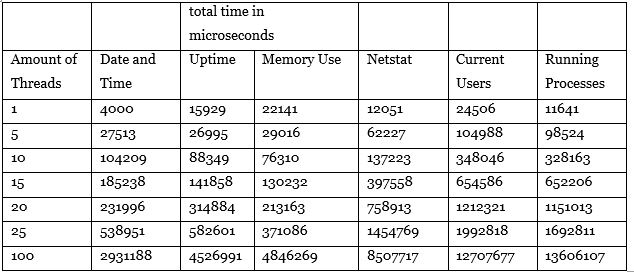 total time in
microseconds
Amount of Threads Date and Time Uptime Memory Use Netstat Current Users Running Processes
1 4000 15929 22141 12051 24506 11641
5 27513 26995 29016 62227 104988 98524
10 104209 88349 76310 137223 348046 328163
15 185238 141858 130232 397558 654586 652206
20 231996 314884 213163 758913 1212321 1151013
25 538951 582601 371086 1454769 1992818 1692811
100 2931188 4526991 4846269 8507717 12707677 13606107